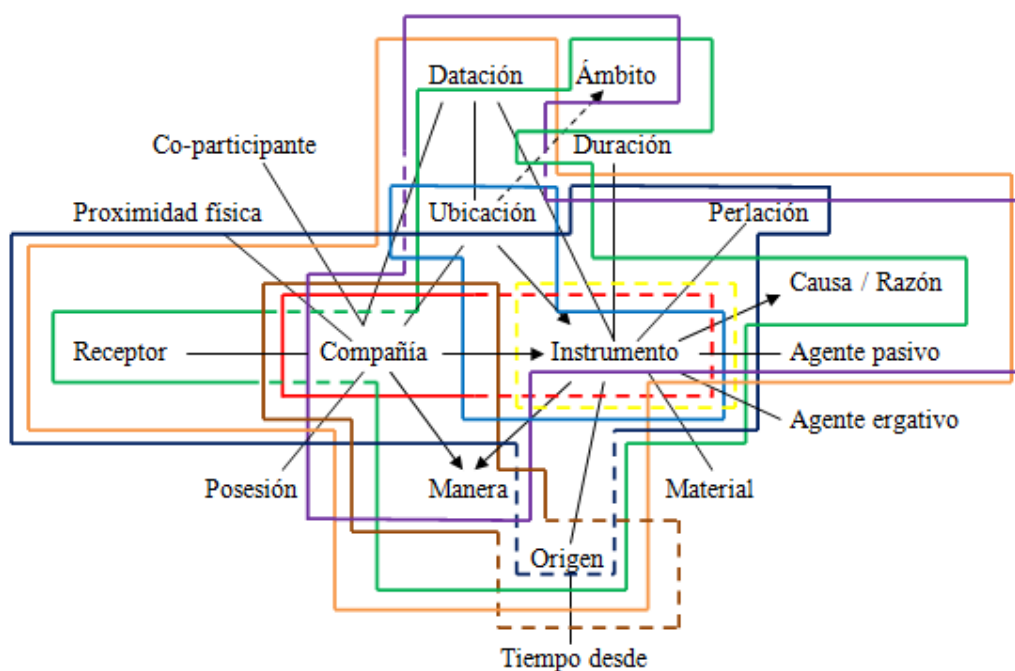 Datación
Ámbito
Co-participante
Duración
Proximidad física
Ubicación
Perlación
Causa / Razón
Receptor
Compañía
Instrumento
Agente pasivo
Agente ergativo
Posesión
Manera
Material
Origen
Tiempo desde